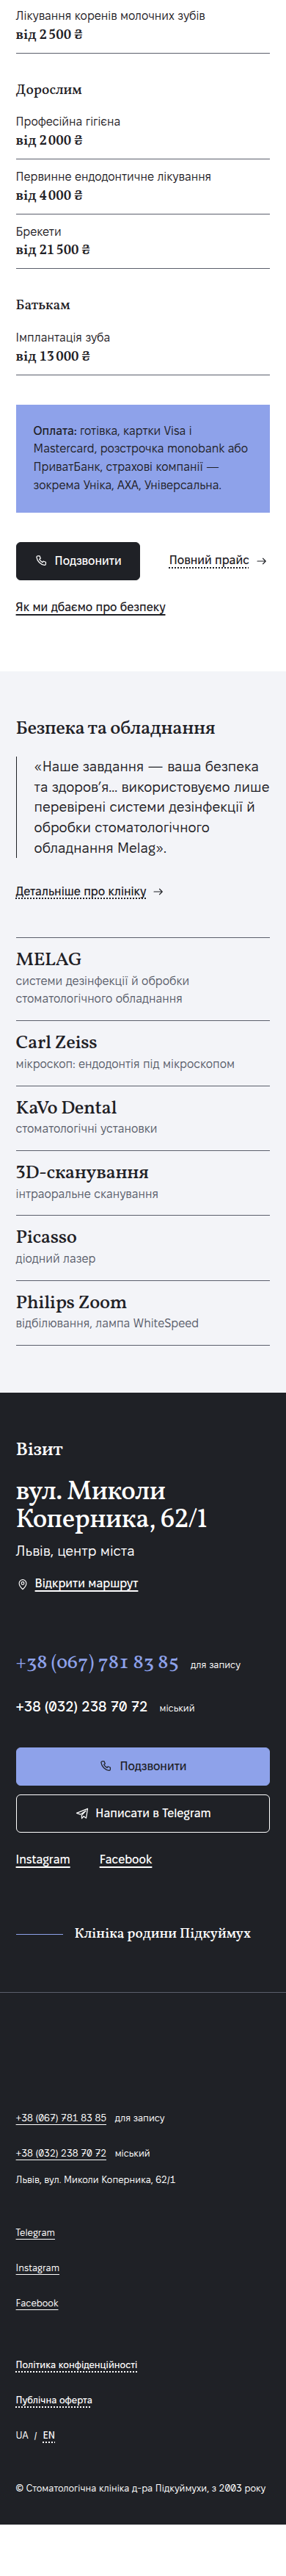 Лікування коренів молочних зубів
від 2 500 ₴
Дорослим
Професійна гігієна
від 2 000 ₴
Первинне ендодонтичне лікування
від 4 000 ₴
Брекети
від 21 500 ₴
Батькам
Імплантація зуба
від 13 000 ₴
Оплата: готівка, картки Visa і
Mastercard, розстрочка monobank або
ПриватБанк, страхові компанії —
зокрема Уніка, АХА, Універсальна.
Подзвонити
Повний прайс →
Як ми дбаємо про безпеку
Безпека та обладнання
«Наше завдання — ваша безпека
та здоров’я… використовуємо лише
перевірені системи дезінфекції й
обробки стоматологічного
обладнання Melag».
Детальніше про клініку →
MELAG
системи дезінфекції й обробки
стоматологічного обладнання
Carl Zeiss
мікроскоп: ендодонтія під мікроскопом
KaVo Dental
стоматологічні установки
3D-сканування
інтраоральне сканування
Picasso
діодний лазер
Philips Zoom
відбілювання, лампа WhiteSpeed
Візит
вул. Миколи
Коперника, 62/1
Львів, центр міста
Відкрити маршрут
+38 (067) 781 83 85 для запису
+38 (032) 238 70 72 міський
Подзвонити
Написати в Telegram
Instagram Facebook
Клініка родини Підкуймух
+38 (067) 781 83 85 для запису
+38 (032) 238 70 72 міський
Львів, вул. Миколи Коперника, 62/1
Telegram
Instagram
Facebook
Політика конфіденційності
Публічна оферта
UA / EN
© Стоматологічна клініка д-ра Підкуймухи, з 2003 року